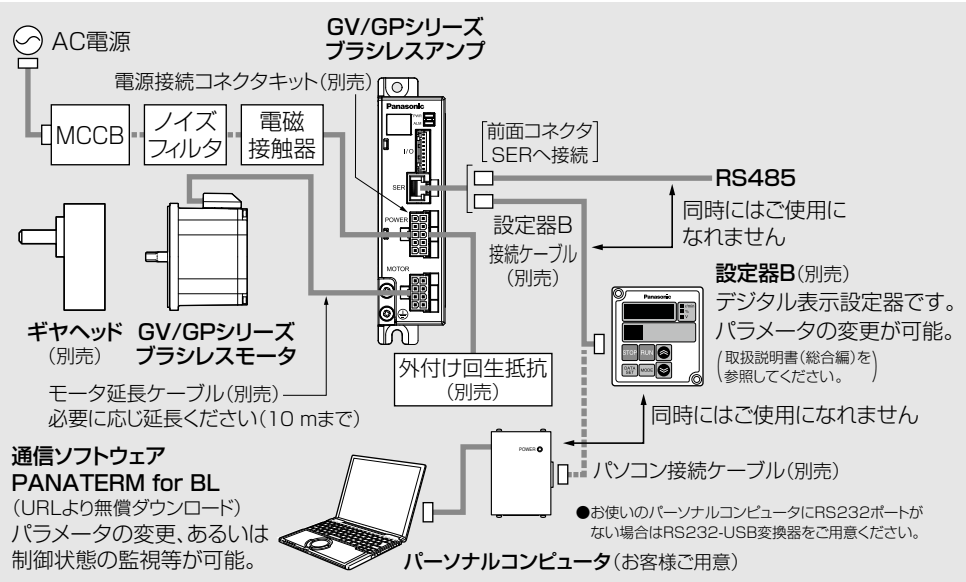 AC電源
GV/GPシリーズ
ブラシレスアンプ
電源接続コネクタキット(別売)
MCCB
ノイズ
フィルタ
電磁
接触器
Panasonic
PWR
ALM
I/O
SER
POWER
MOTOR
前面コネクタ
SERへ接続
RS485
同時にはご使用に
なれません
設定器B
接続ケーブル
(別売)
設定器B(別売)
デジタル表示設定器です。
パラメータの変更が可能。
(取扱説明書(総合編)を
参照してください。)
Panasonic
STOP RUN
DATA SET MODE
ギヤヘッド
(別売)
GV/GPシリーズ
ブラシレスモータ
外付け回生抵抗
(別売)
モータ延長ケーブル(別売)
必要に応じ延長ください(10 mまで)
同時にはご使用になれません
通信ソフトウェア
PANATERM for BL
(URLより無償ダウンロード)
パラメータの変更、あるいは
制御状態の監視等が可能。
POWER
パソコン接続ケーブル(別売)
●お使いのパーソナルコンピュータにRS232ポートが
ない場合はRS232-USB変換器をご用意ください。
パーソナルコンピュータ(お客様ご用意)